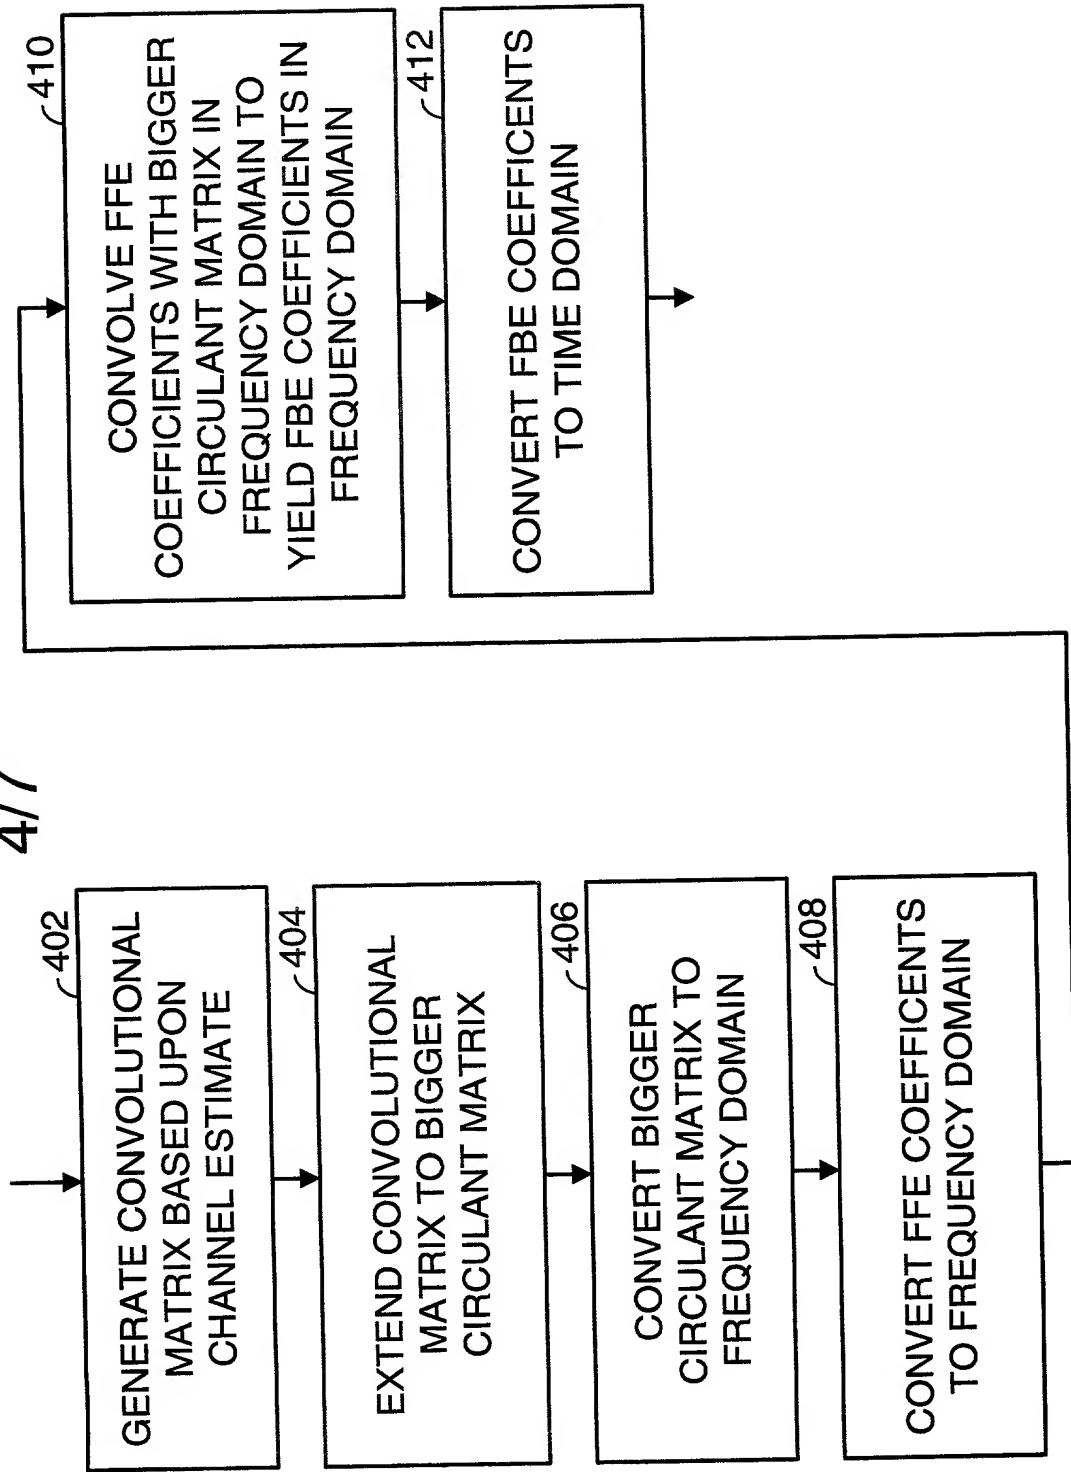 4/7
402
GENERATE CONVOLUTIONAL
MATRIX BASED UPON
CHANNEL ESTIMATE
404
EXTEND CONVOLUTIONAL
MATRIX TO BIGGER
CIRCULANT MATRIX
406
CONVERT BIGGER
CIRCULANT MATRIX TO
FREQUENCY DOMAIN
408
CONVERT FFE COEFFICENTS
TO FREQUENCY DOMAIN
410
CONVOLVE FFE
COEFFICIENTS WITH BIGGER
CIRCULANT MATRIX IN
FREQUENCY DOMAIN TO
YIELD FBE COEFFICIENTS IN
FREQUENCY DOMAIN
412
CONVERT FBE COEFFICENTS
TO TIME DOMAIN